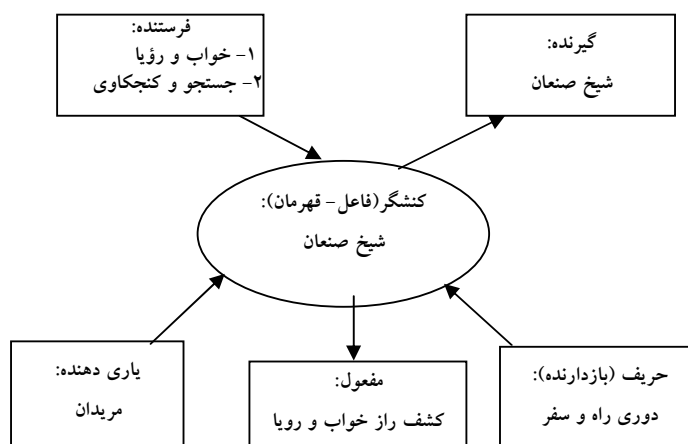 گیرنده:
شیخ صنعان
فرستنده:
۱- خواب و رؤیا
۲- جستجو و کنجکاوی
کنشگر(فاعل- قهرمان):
شیخ صنعان
حریف (بازدارنده):
دوری راه و سفر
مفعول:
کشف راز خواب و رویا
یاری دهنده:
مریدان